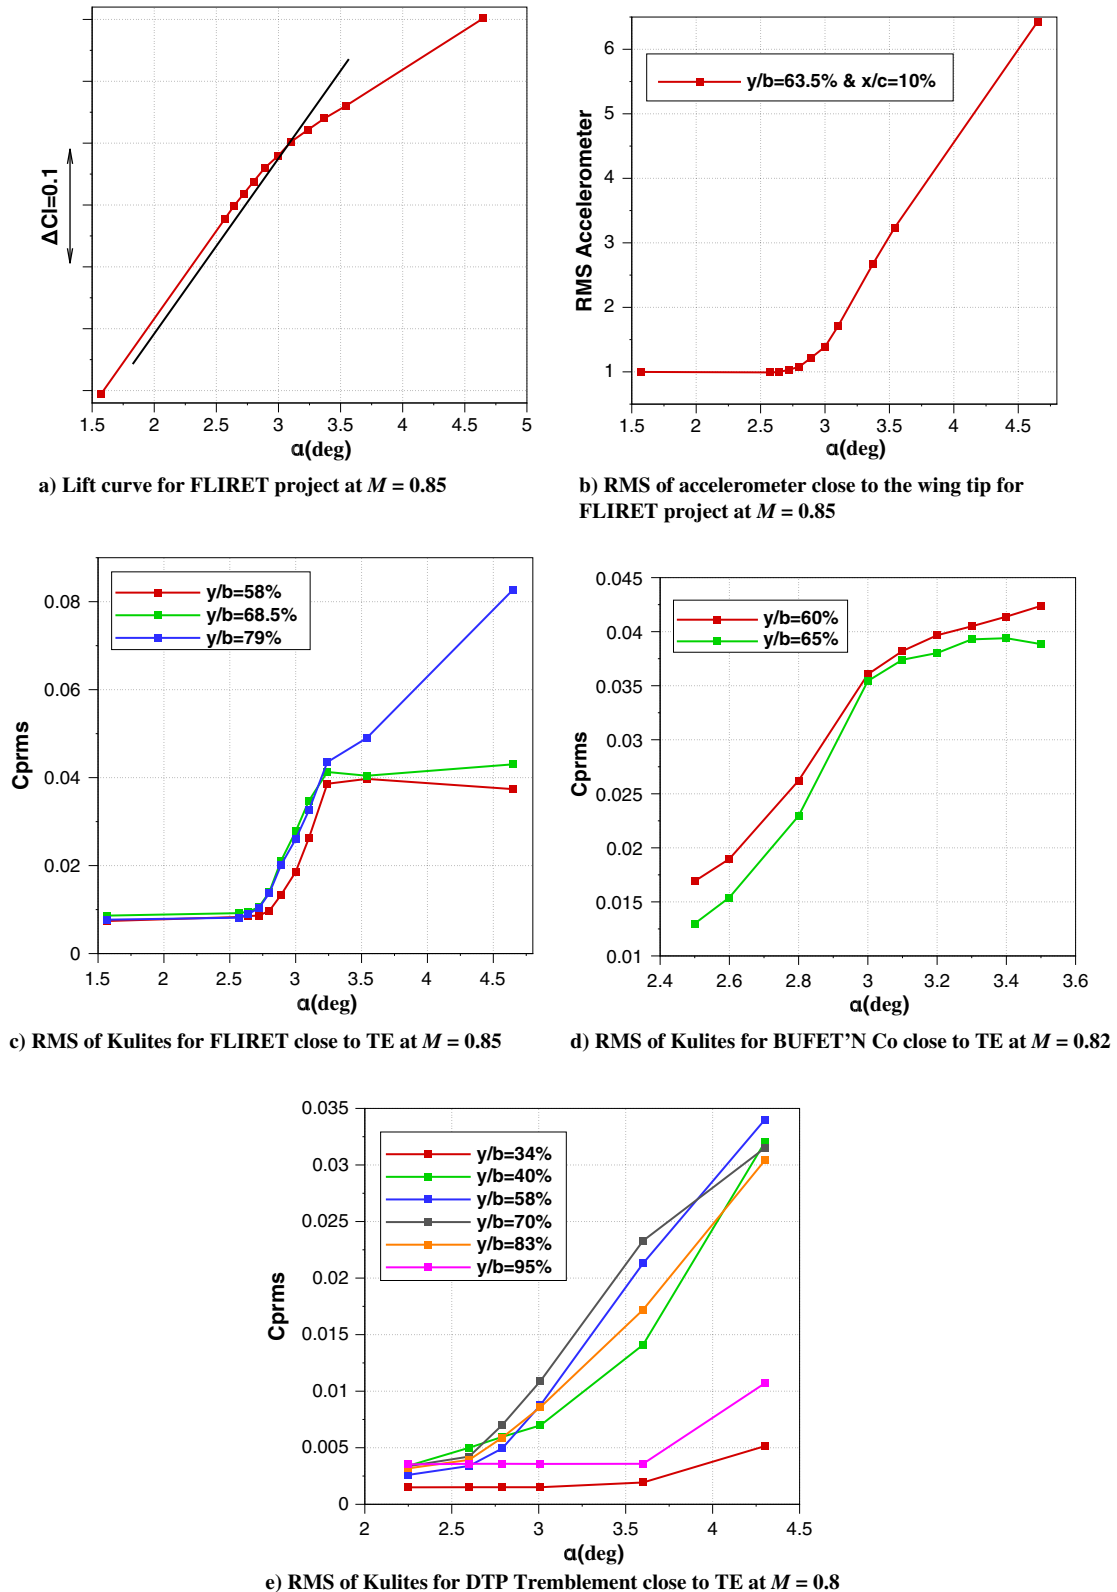 ΔCl=0.1
1.5 2 2.5 3 3.5 4 4.5 5
α(deg)
a) Lift curve for FLIRET project at M = 0.85
6
5
4
3
2
1
RMS Accelerometer
y/b=63.5% & x/c=10%
1.5 2 2.5 3 3.5 4 4.5
α(deg)
b) RMS of accelerometer close to the wing tip for
FLIRET project at M = 0.85
0.08
0.06
0.04
0.02
0
Cprms
y/b=58%
y/b=68.5%
y/b=79%
1.5 2 2.5 3 3.5 4 4.5
α(deg)
c) RMS of Kulites for FLIRET close to TE at M = 0.85
0.045
0.04
0.035
0.03
0.025
0.02
0.015
0.01
Cprms
y/b=60%
y/b=65%
2.4 2.6 2.8 3 3.2 3.4 3.6
α(deg)
d) RMS of Kulites for BUFET'N Co close to TE at M = 0.82
0.035
0.03
0.025
0.02
0.015
0.01
0.005
0
Cprms
y/b=34%
y/b=40%
y/b=58%
y/b=70%
y/b=83%
y/b=95%
2 2.5 3 3.5 4 4.5
α(deg)
e) RMS of Kulites for DTP Tremblement close to TE at M = 0.8